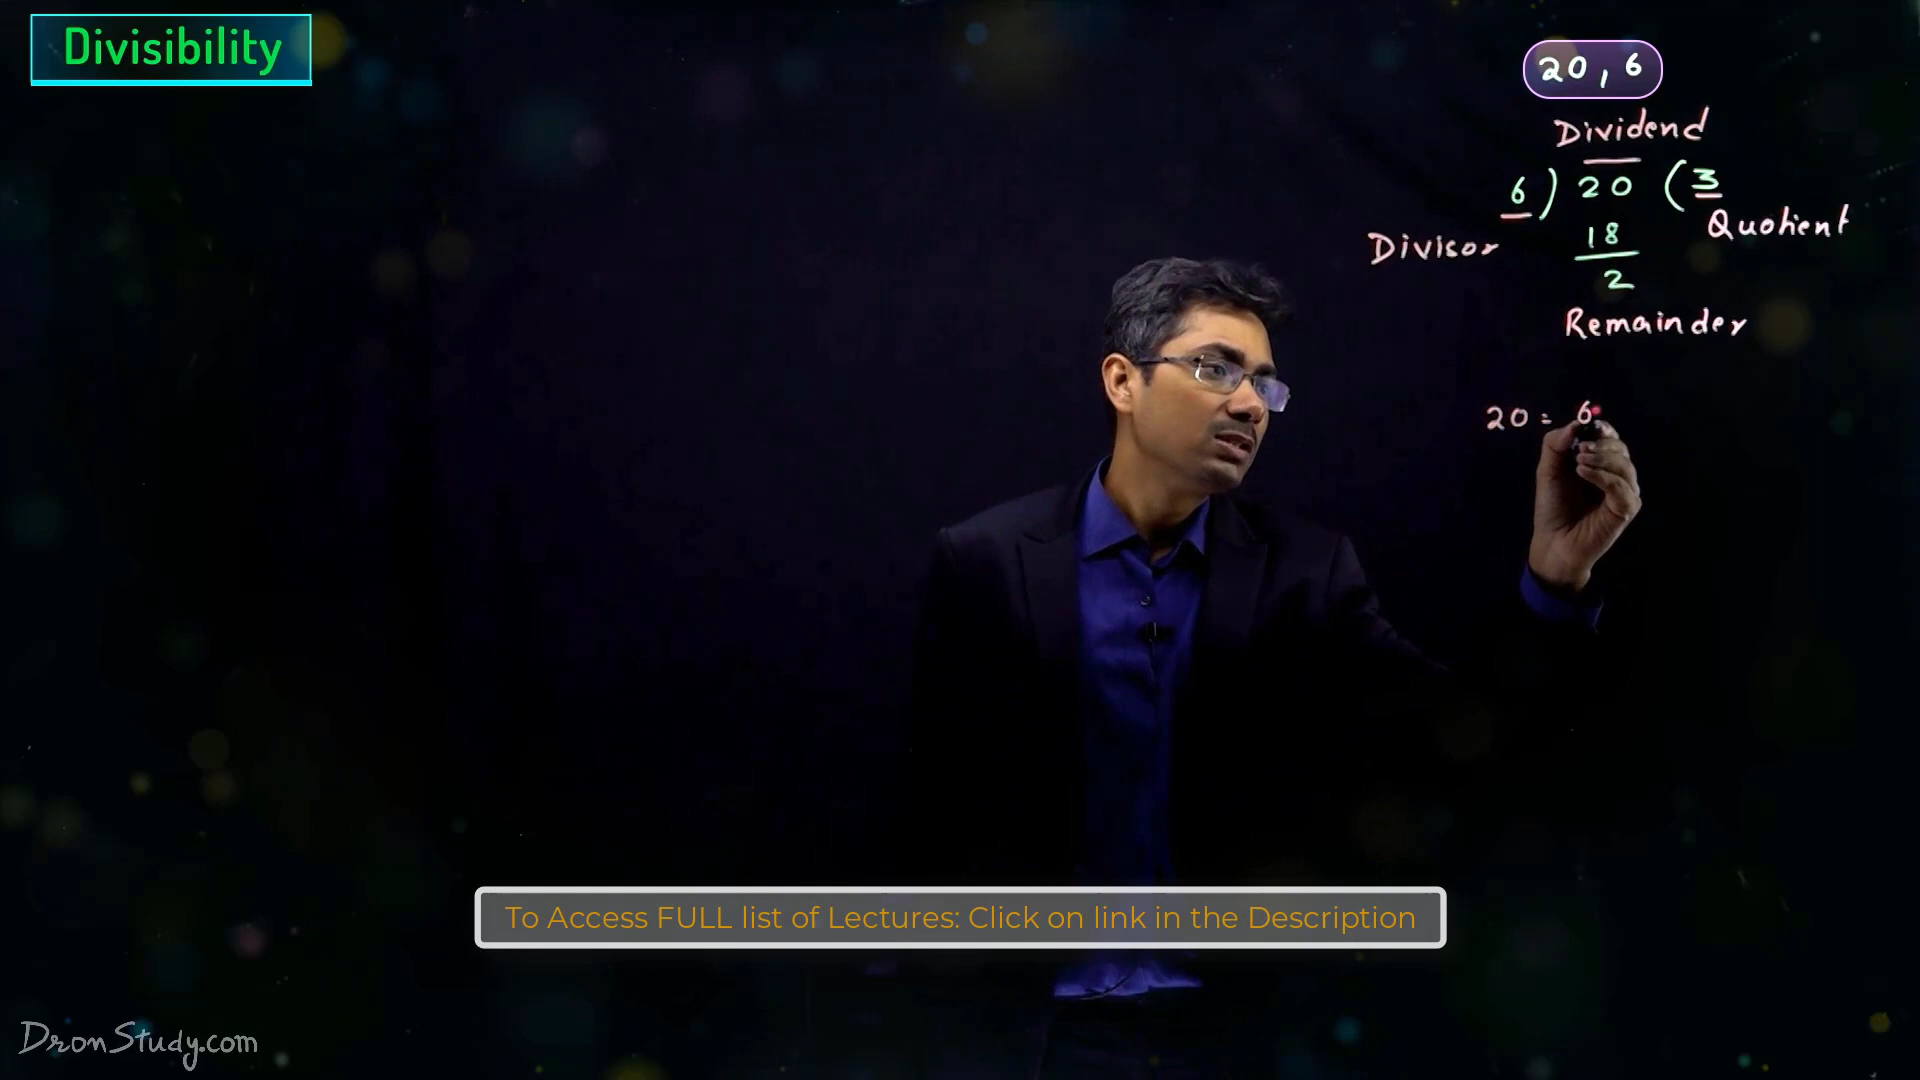 Divisibility
20, 6
Dividend
6 ) 20 ( 3
Quotient
Divisor
18
2
Remainder
20 = 6
To Access FULL list of Lectures: Click on link in the Description
DronStudy.com